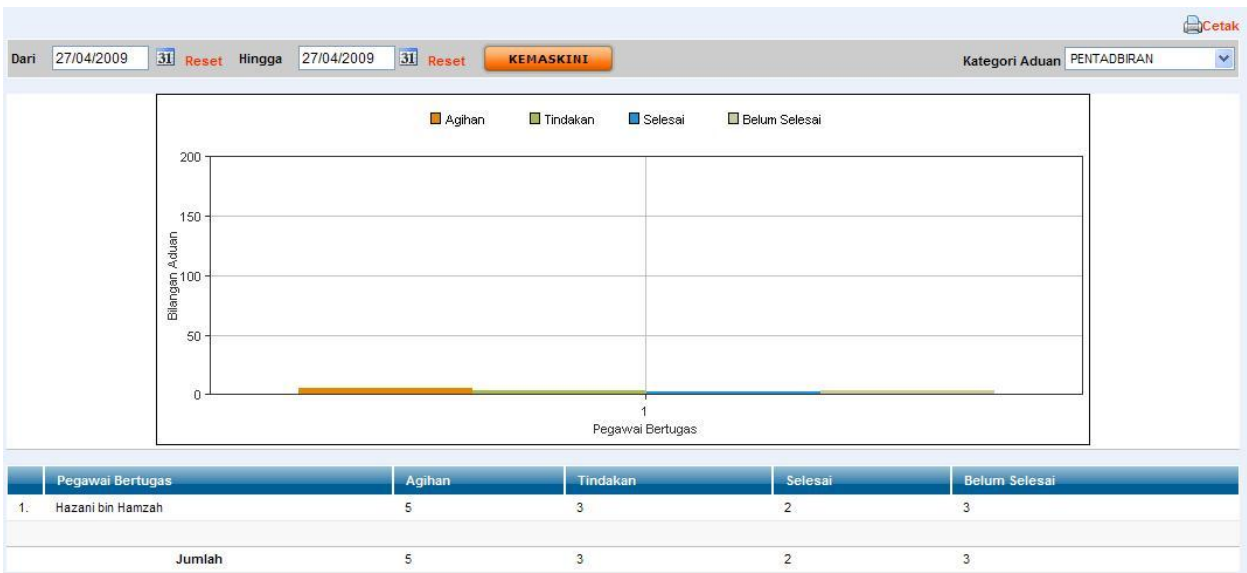 Cetak
Dari 27/04/2009 31 Reset Hingga 27/04/2009 31 Reset KEMASKINI Kategori Aduan PENTADBIRAN
Agihan Tindakan Selesai Belum Selesai
200
150
100
50
0
Bilangan Aduan
1
Pegawai Bertugas
Pegawai Bertugas Agihan Tindakan Selesai Belum Selesai
1. Hazani bin Hamzah 5 3 2 3
Jumlah 5 3 2 3